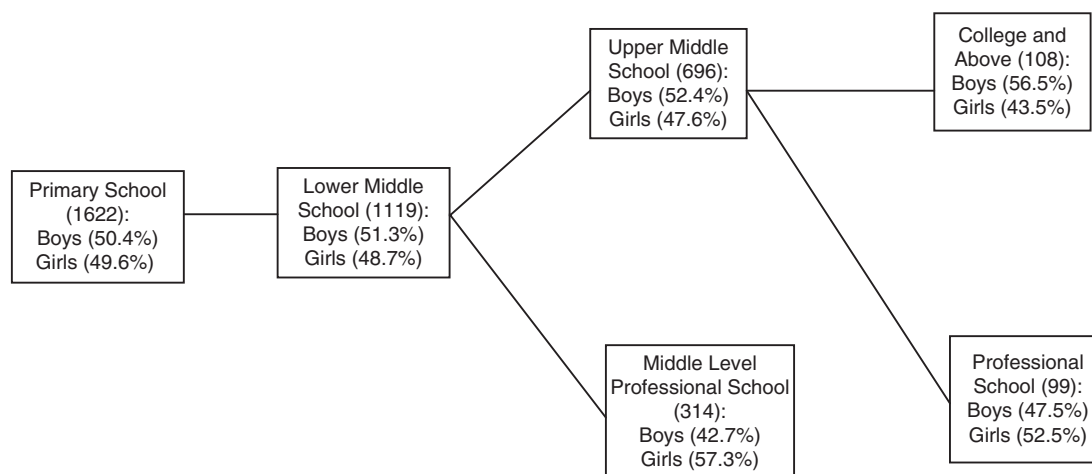 Primary School
(1622):
Boys (50.4%)
Girls (49.6%)
Lower Middle
School (1119):
Boys (51.3%)
Girls (48.7%)
Upper Middle
School (696):
Boys (52.4%)
Girls (47.6%)
Middle Level
Professional School
(314):
Boys (42.7%)
Girls (57.3%)
College and
Above (108):
Boys (56.5%)
Girls (43.5%)
Professional
School (99):
Boys (47.5%)
Girls (52.5%)